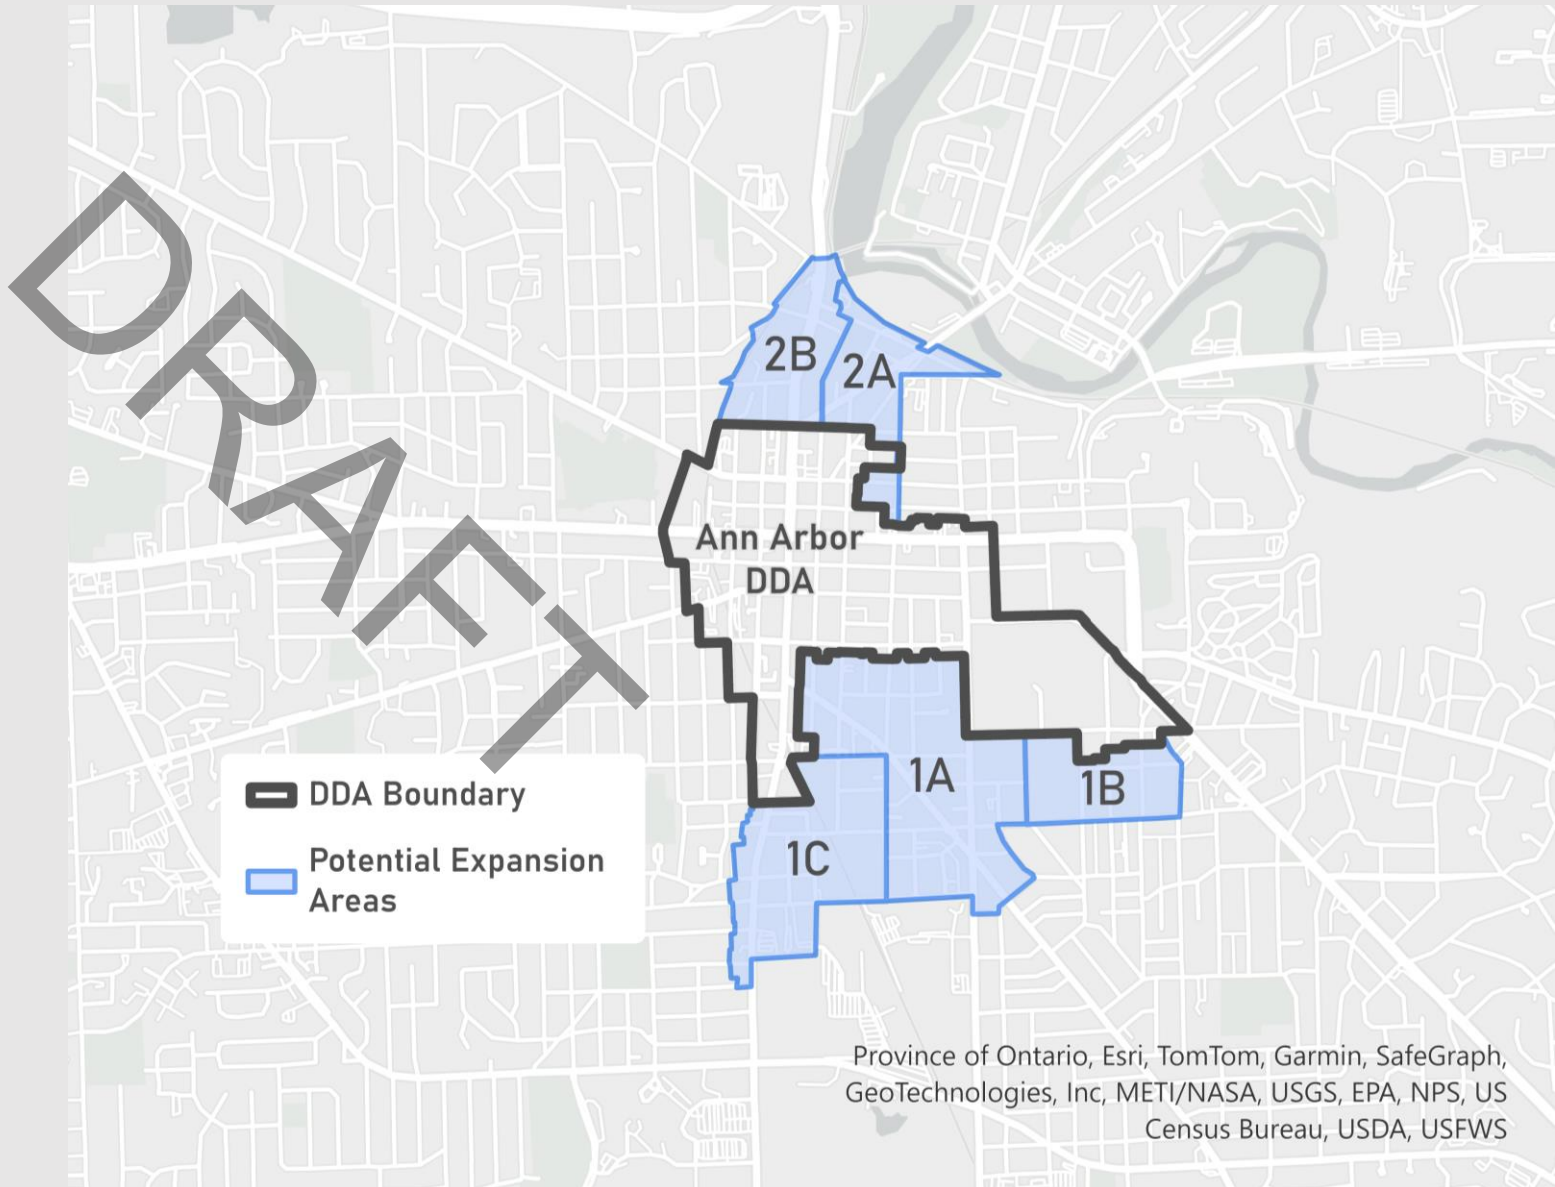 DRAFT
2B
2A
Ann Arbor
DDA
1A
1B
1C
DDA Boundary
Potential Expansion
Areas
Province of Ontario, Esri, TomTom, Garmin, SafeGraph,
GeoTechnologies, Inc, METI/NASA, USGS, EPA, NPS, US
Census Bureau, USDA, USFWS